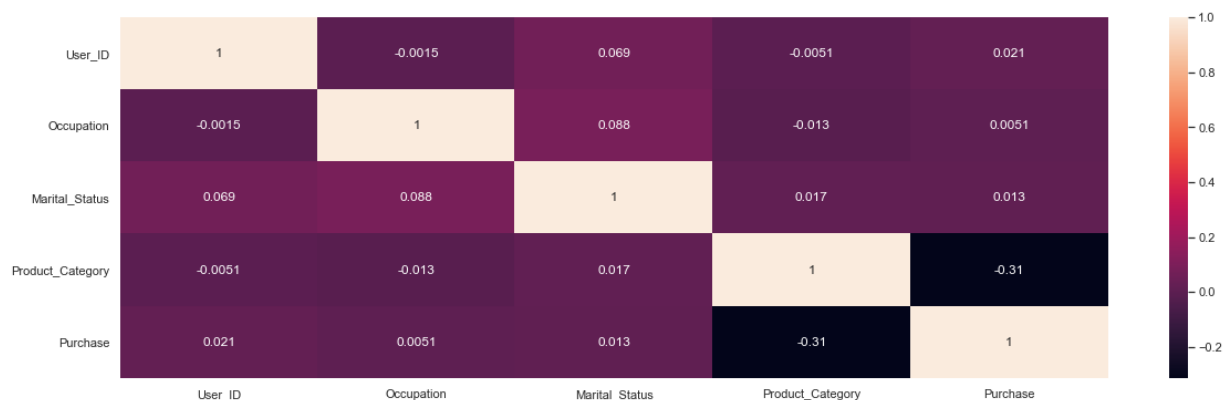 1.0
User_ID 1 -0.0015 0.069 -0.0051 0.021
0.8
0.6
Occupation -0.0015 1 0.088 -0.013 0.0051
0.4
Marital_Status 0.069 0.088 1 0.017 0.013
0.2
Product_Category -0.0051 -0.013 0.017 1 -0.31
0.0
Purchase 0.021 0.0051 0.013 -0.31 1
-0.2
User_ID Occupation Marital_Status Product_Category Purchase